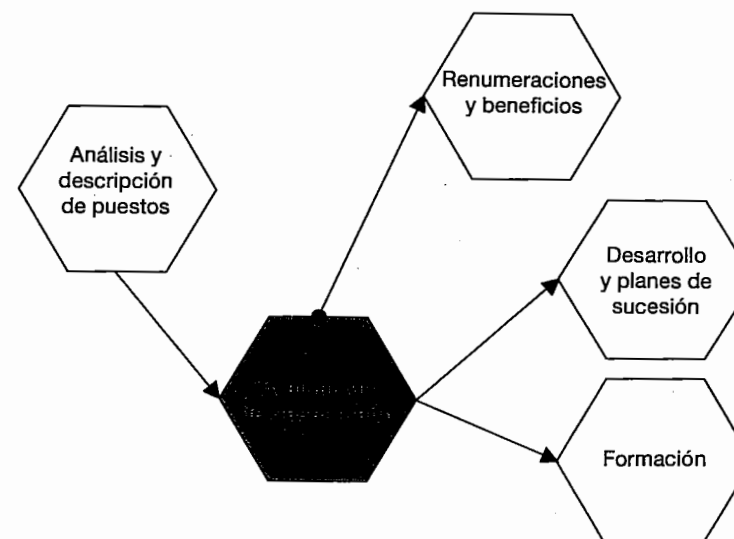 Renumeraciones
y beneficios
Análisis y
descripción
de puestos
Desarrollo
y planes de
sucesión
Formación